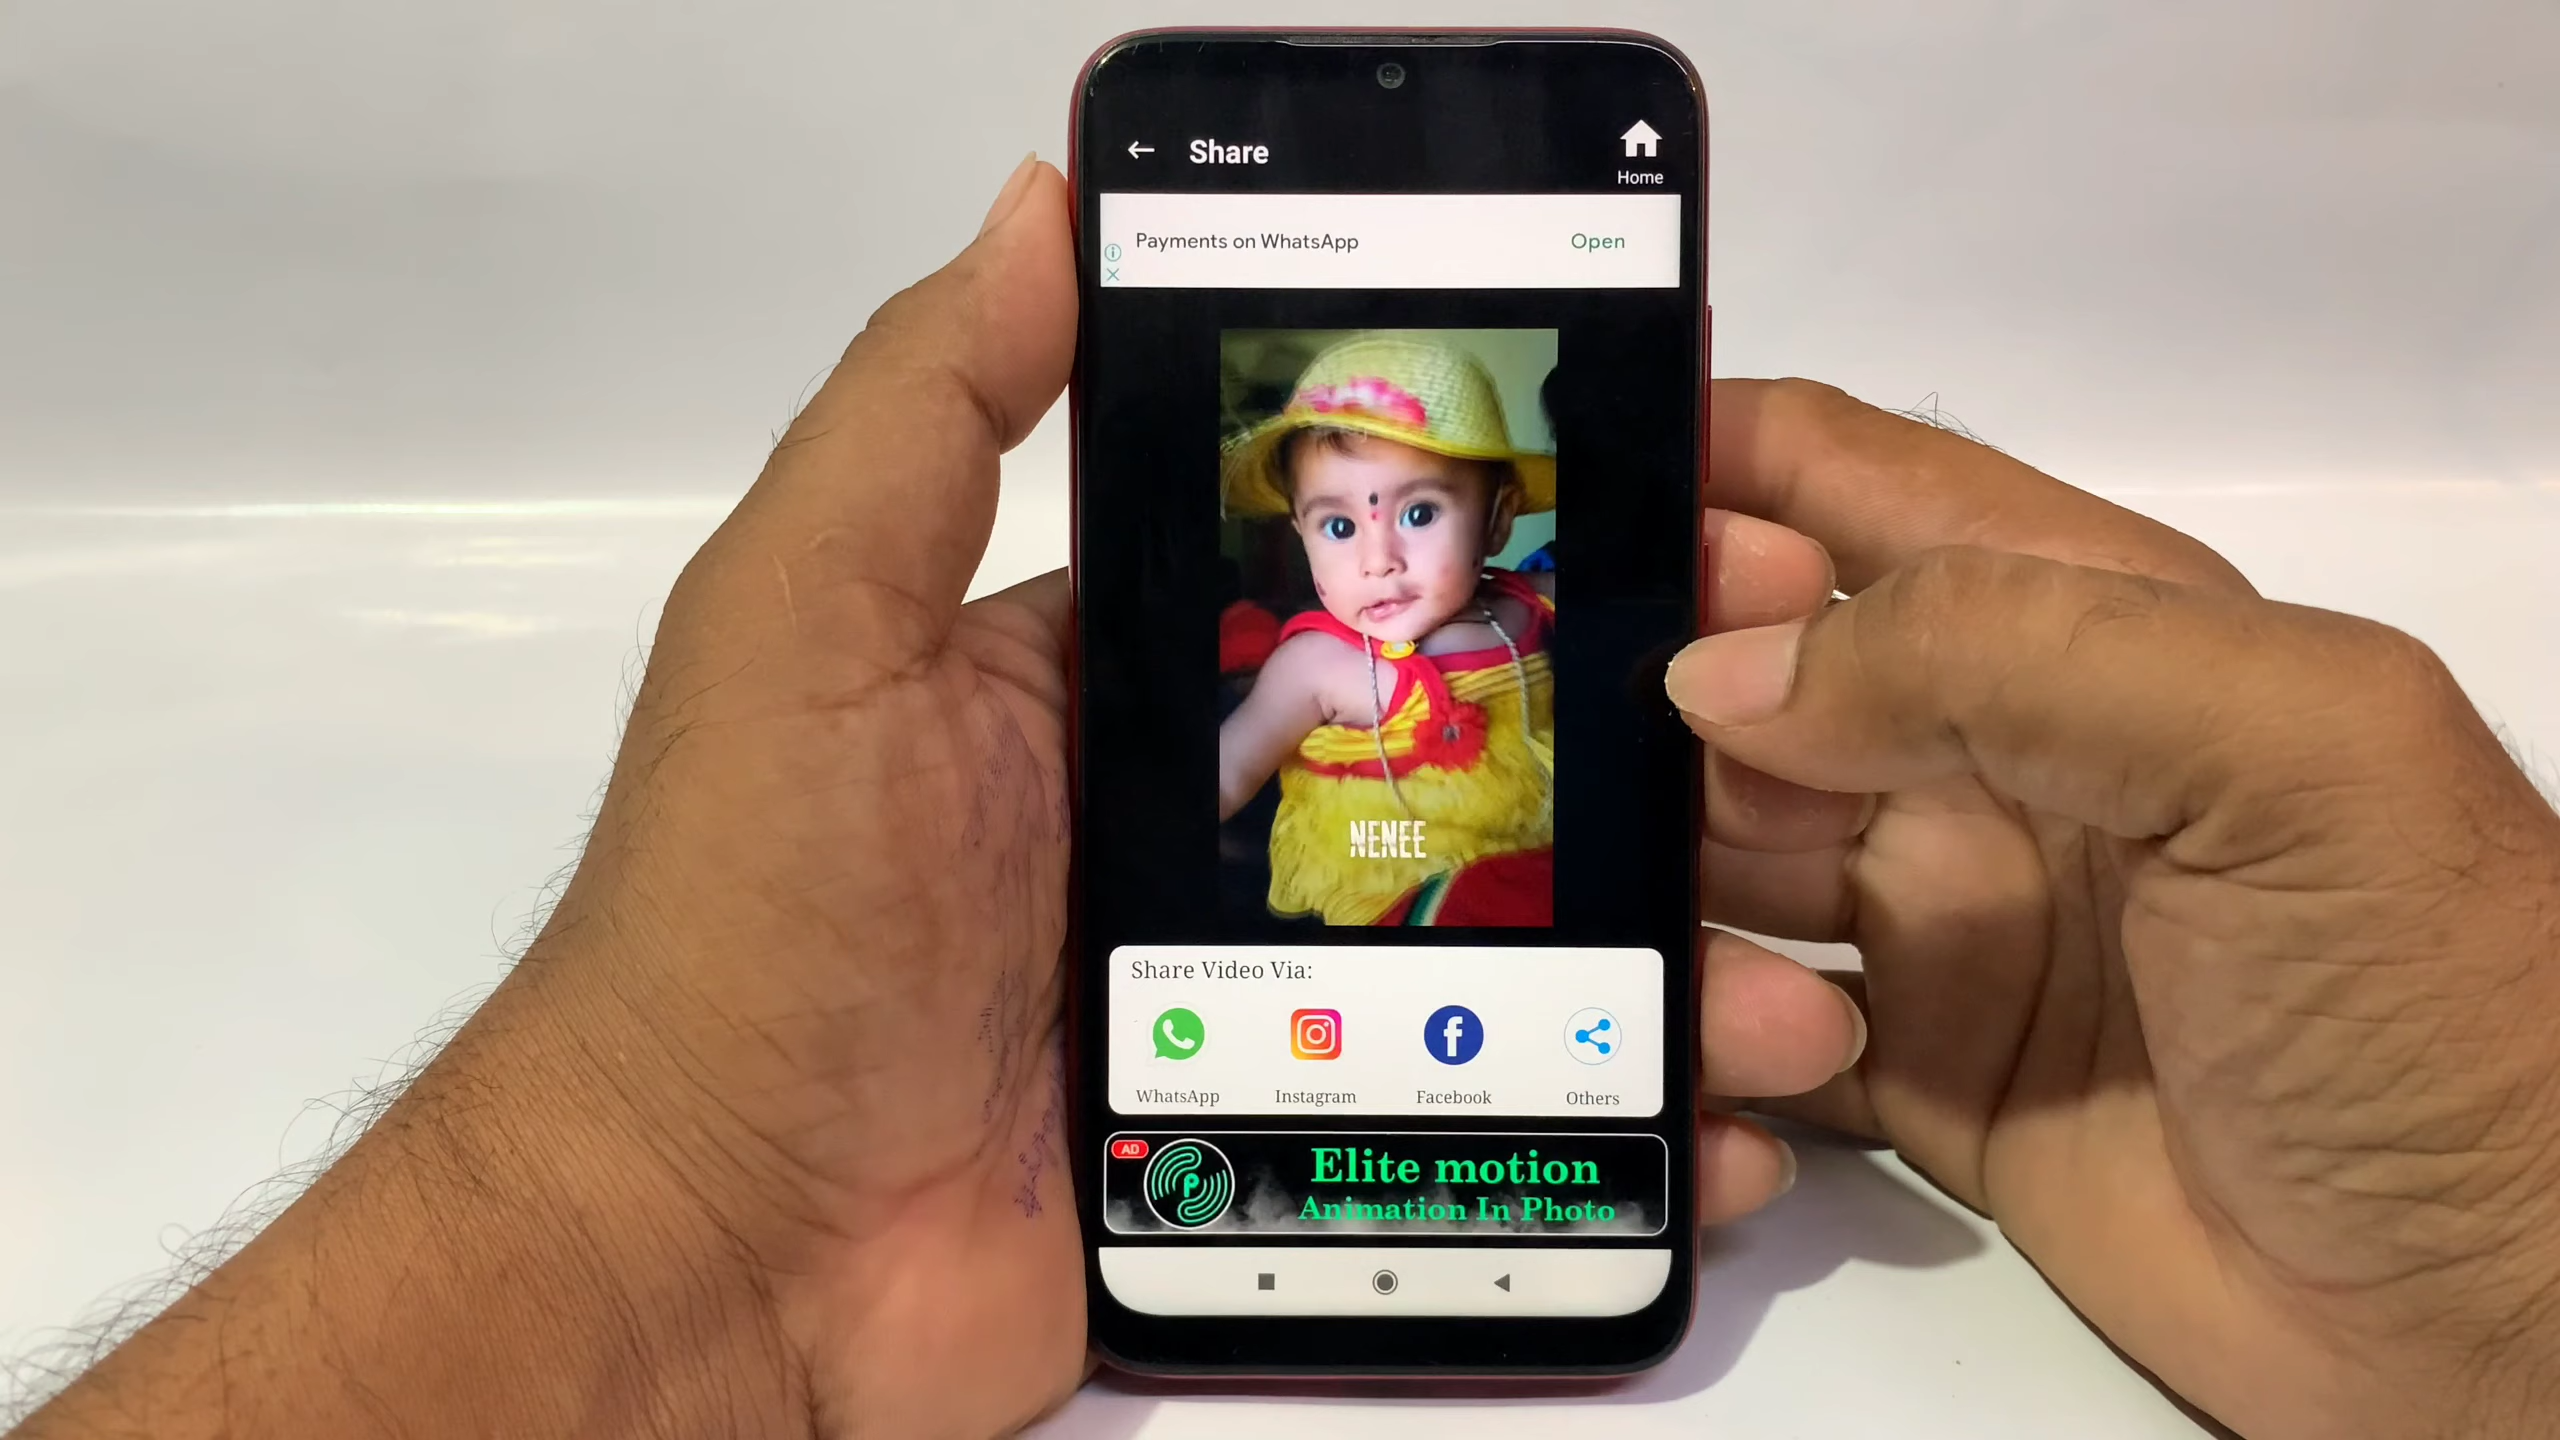 Share
Home
Payments on WhatsApp
Open
NENEE
Share Video Via:
WhatsApp
Instagram
Facebook
Others
AD
P
Elite motion
Animation In Photo